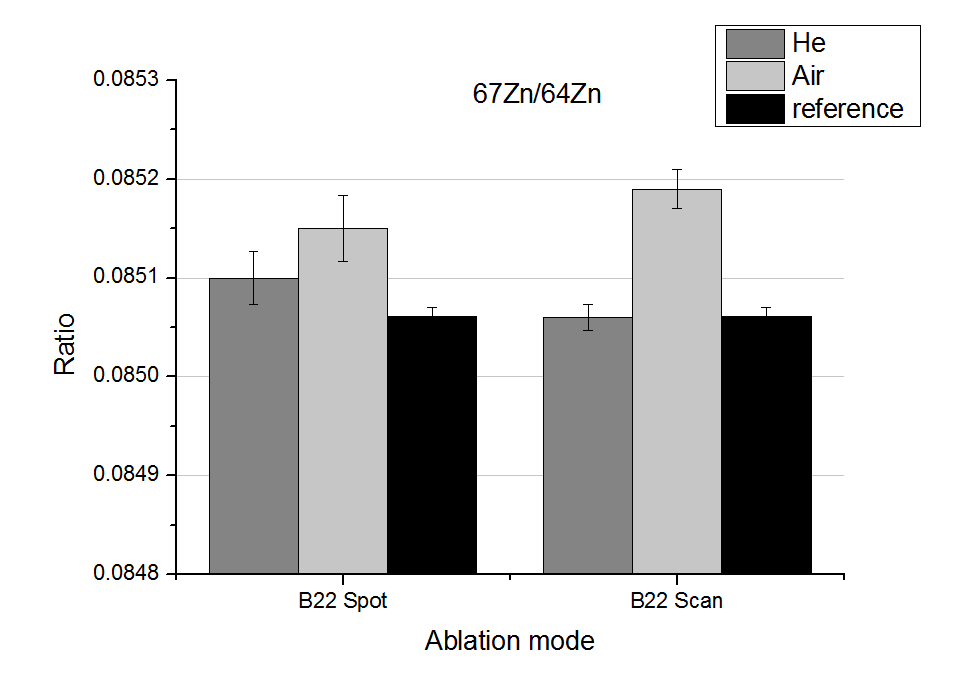 He
Air
reference
67Zn/64Zn
0.0853
0.0852
0.0851
0.0850
0.0849
0.0848
Ratio
B22 Spot
B22 Scan
Ablation mode